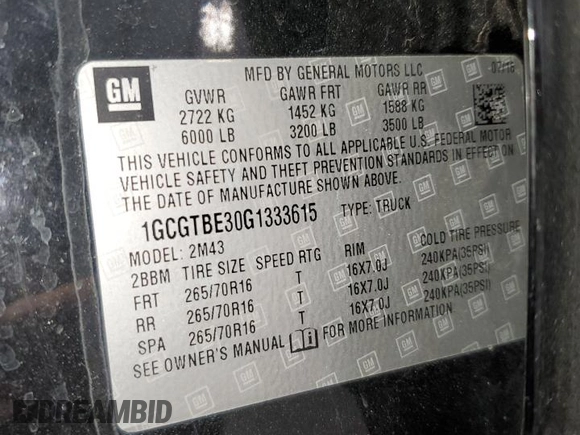 GM
MFD BY GENERAL MOTORS LLC
GVWR GAWR FRT GAWR RR
2722 KG 1452 KG 1588 KG
6000 LB 3200 LB 3500 LB
THIS VEHICLE CONFORMS TO ALL APPLICABLE U.S. FEDERAL MOTOR
VEHICLE SAFETY AND THEFT PREVENTION STANDARDS IN EFFECT ON
THE DATE OF MANUFACTURE SHOWN ABOVE.
1GCGTBE30G1333615 TYPE: TRUCK
MODEL: 2M43
2BBM TIRE SIZE SPEED RTG RIM COLD TIRE PRESSURE
FRT 265/70R16 T 16X7.0J 240KPA(35PSI)
RR 265/70R16 T 16X7.0J 240KPA(35PSI)
SPA 265/70R16 T 16X7.0J 240KPA(35PSI)
SEE OWNER'S MANUAL FOR MORE INFORMATION
DREAMBID